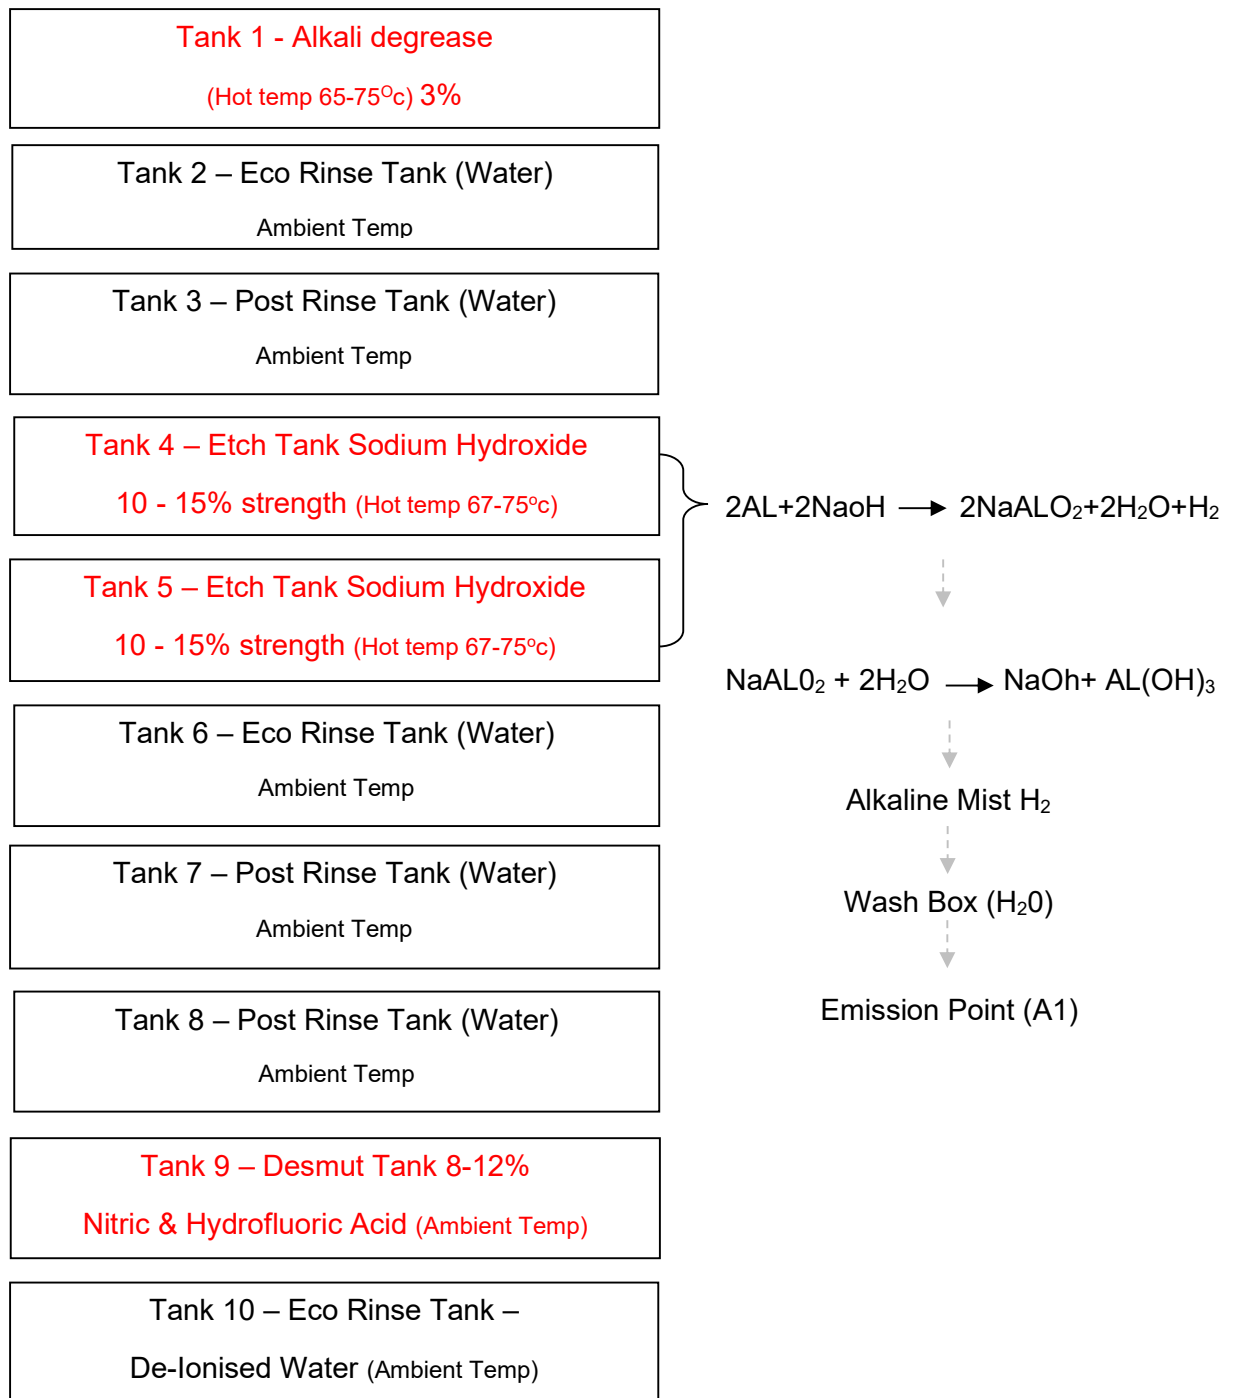 Tank 1 - Alkali degrease
(Hot temp 65-75ᴼc) 3%
Tank 2 – Eco Rinse Tank (Water)
Ambient Temp
Tank 3 – Post Rinse Tank (Water)
Ambient Temp
Tank 4 – Etch Tank Sodium Hydroxide
10 - 15% strength (Hot temp 67-75ᵒc)
Tank 5 – Etch Tank Sodium Hydroxide
10 - 15% strength (Hot temp 67-75ᵒc)
Tank 6 – Eco Rinse Tank (Water)
Ambient Temp
Tank 7 – Post Rinse Tank (Water)
Ambient Temp
Tank 8 – Post Rinse Tank (Water)
Ambient Temp
Tank 9 – Desmut Tank 8-12%
Nitric & Hydrofluoric Acid (Ambient Temp)
Tank 10 – Eco Rinse Tank –
De-Ionised Water (Ambient Temp)
2AL+2NaoH → 2NaALO₂+2H₂O+H₂
NaAL0₂ + 2H₂O → NaOh+ AL(OH)₃
Alkaline Mist H₂
Wash Box (H₂0)
Emission Point (A1)